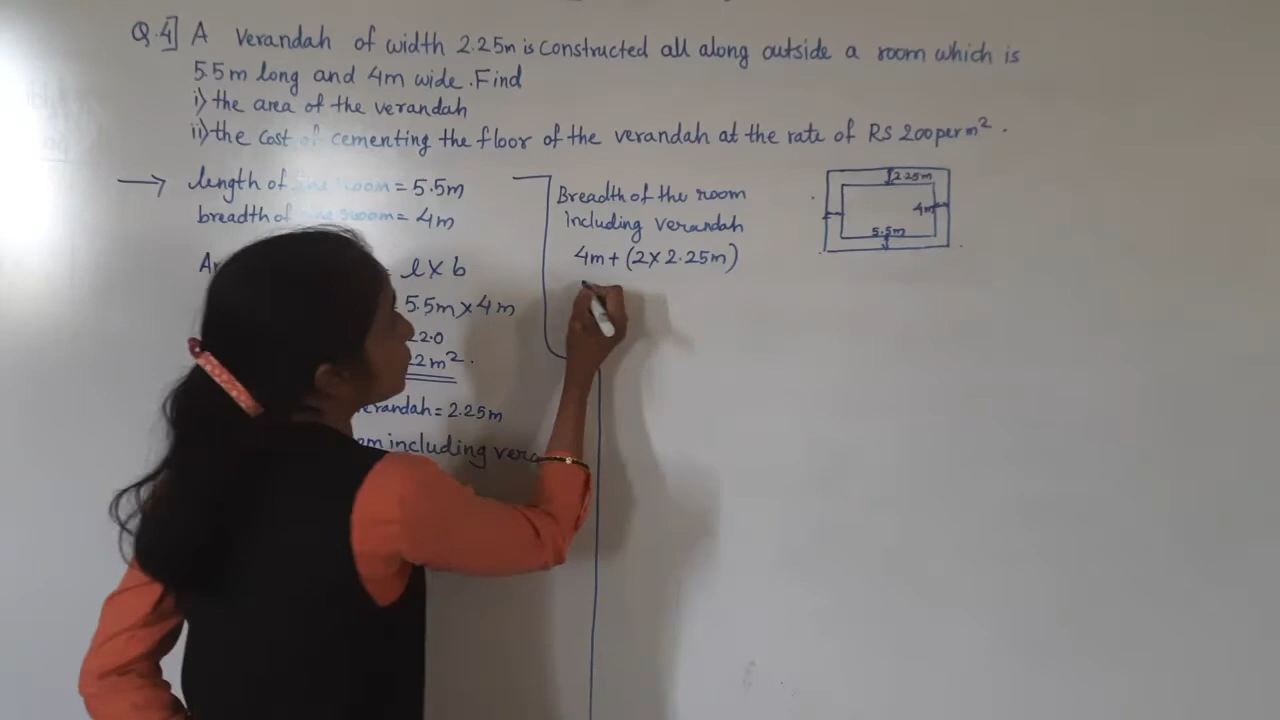 Q.4] A verandah of width 2.25m is constructed all along outside a room which is
5.5m long and 4m wide. Find
i) the area of the verandah
ii) the cost of cementing the floor of the verandah at the rate of RS 200 per m².
→ length of the room = 5.5m
breadth of the room = 4m
l × b
5.5m × 4m
22.0
22m².
verandah = 2.25m
including
Breadth of the room
including verandah
4m + (2 × 2.25m)
2.25m
4m
5.5m